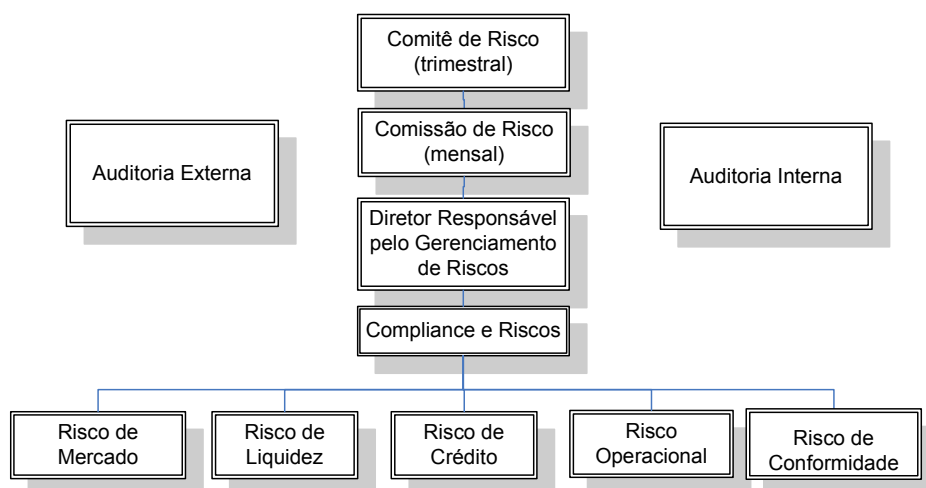 Comitê de Risco
(trimestral)
Comissão de Risco
(mensal)
Auditoria Externa
Auditoria Interna
Diretor Responsável
pelo Gerenciamento
de Riscos
Compliance e Riscos
Risco de
Mercado
Risco de
Liquidez
Risco de
Crédito
Risco
Operacional
Risco de
Conformidade